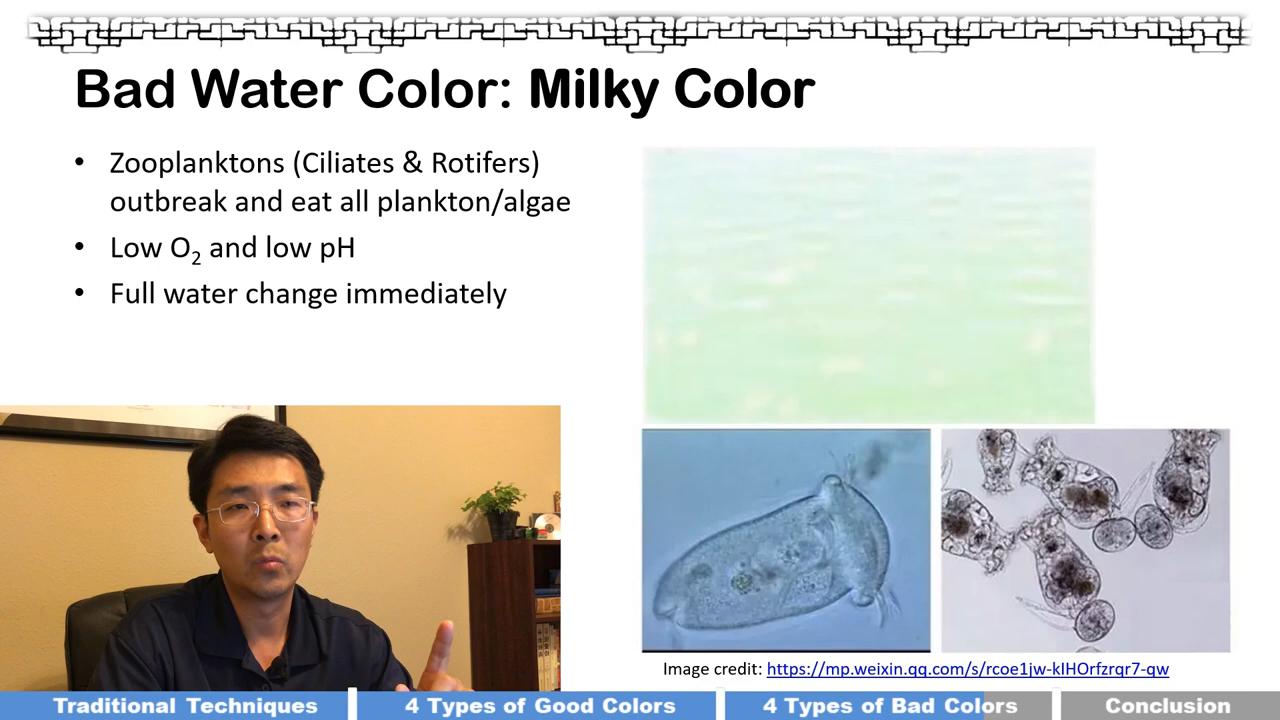 Bad Water Color: Milky Color
• Zooplanktons (Ciliates & Rotifers)
outbreak and eat all plankton/algae
• Low O₂ and low pH
• Full water change immediately
Image credit: https://mp.weixin.qq.com/s/rcoe1jw-kIHOrfzrqr7-qw
Traditional Techniques
4 Types of Good Colors
4 Types of Bad Colors
Conclusion